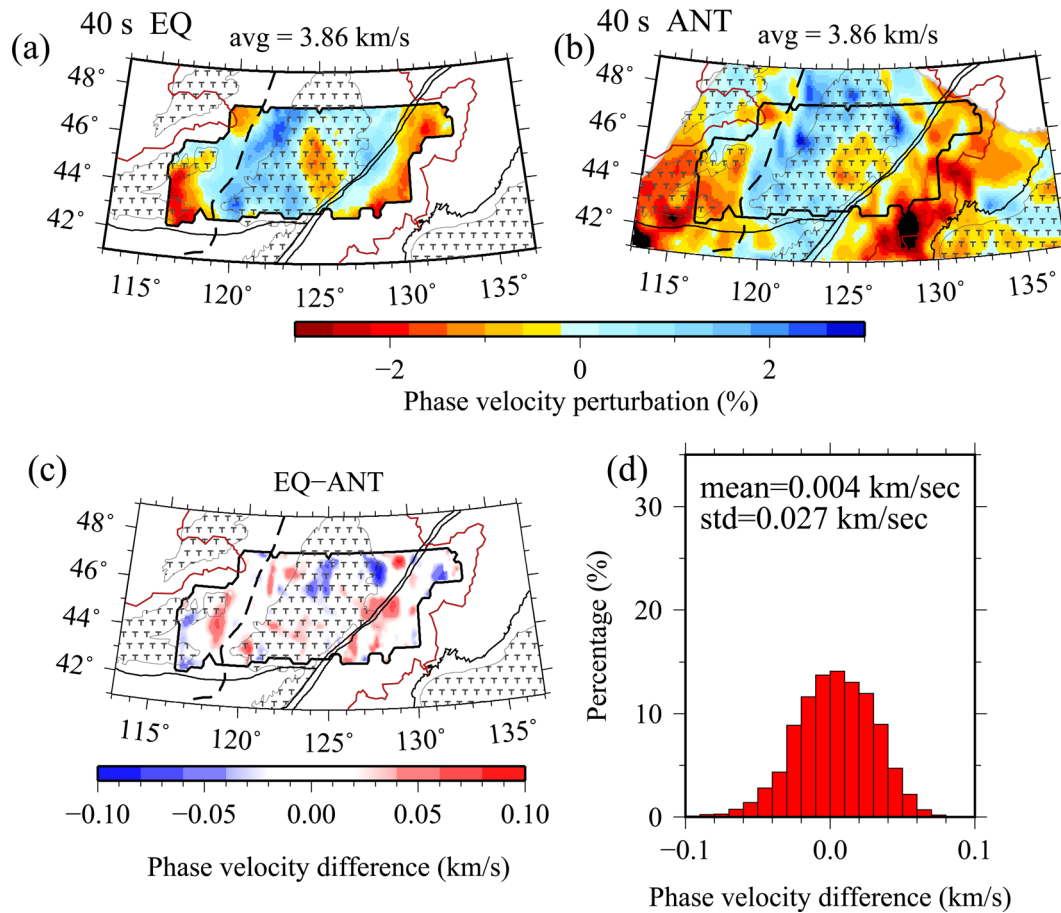 (a) 40 s EQ
avg = 3.86 km/s
48°
46°
44°
42°
115° 120° 125° 130° 135°
(b) 40 s ANT
avg = 3.86 km/s
48°
46°
44°
42°
115° 120° 125° 130° 135°
−2 0 2
Phase velocity perturbation (%)
(c) EQ−ANT
48°
46°
44°
42°
115° 120° 125° 130° 135°
−0.10 −0.05 0.00 0.05 0.10
Phase velocity difference (km/s)
(d)
mean=0.004 km/sec
std=0.027 km/sec
Percentage (%)
30
20
10
0
−0.1 0.0 0.1
Phase velocity difference (km/s)